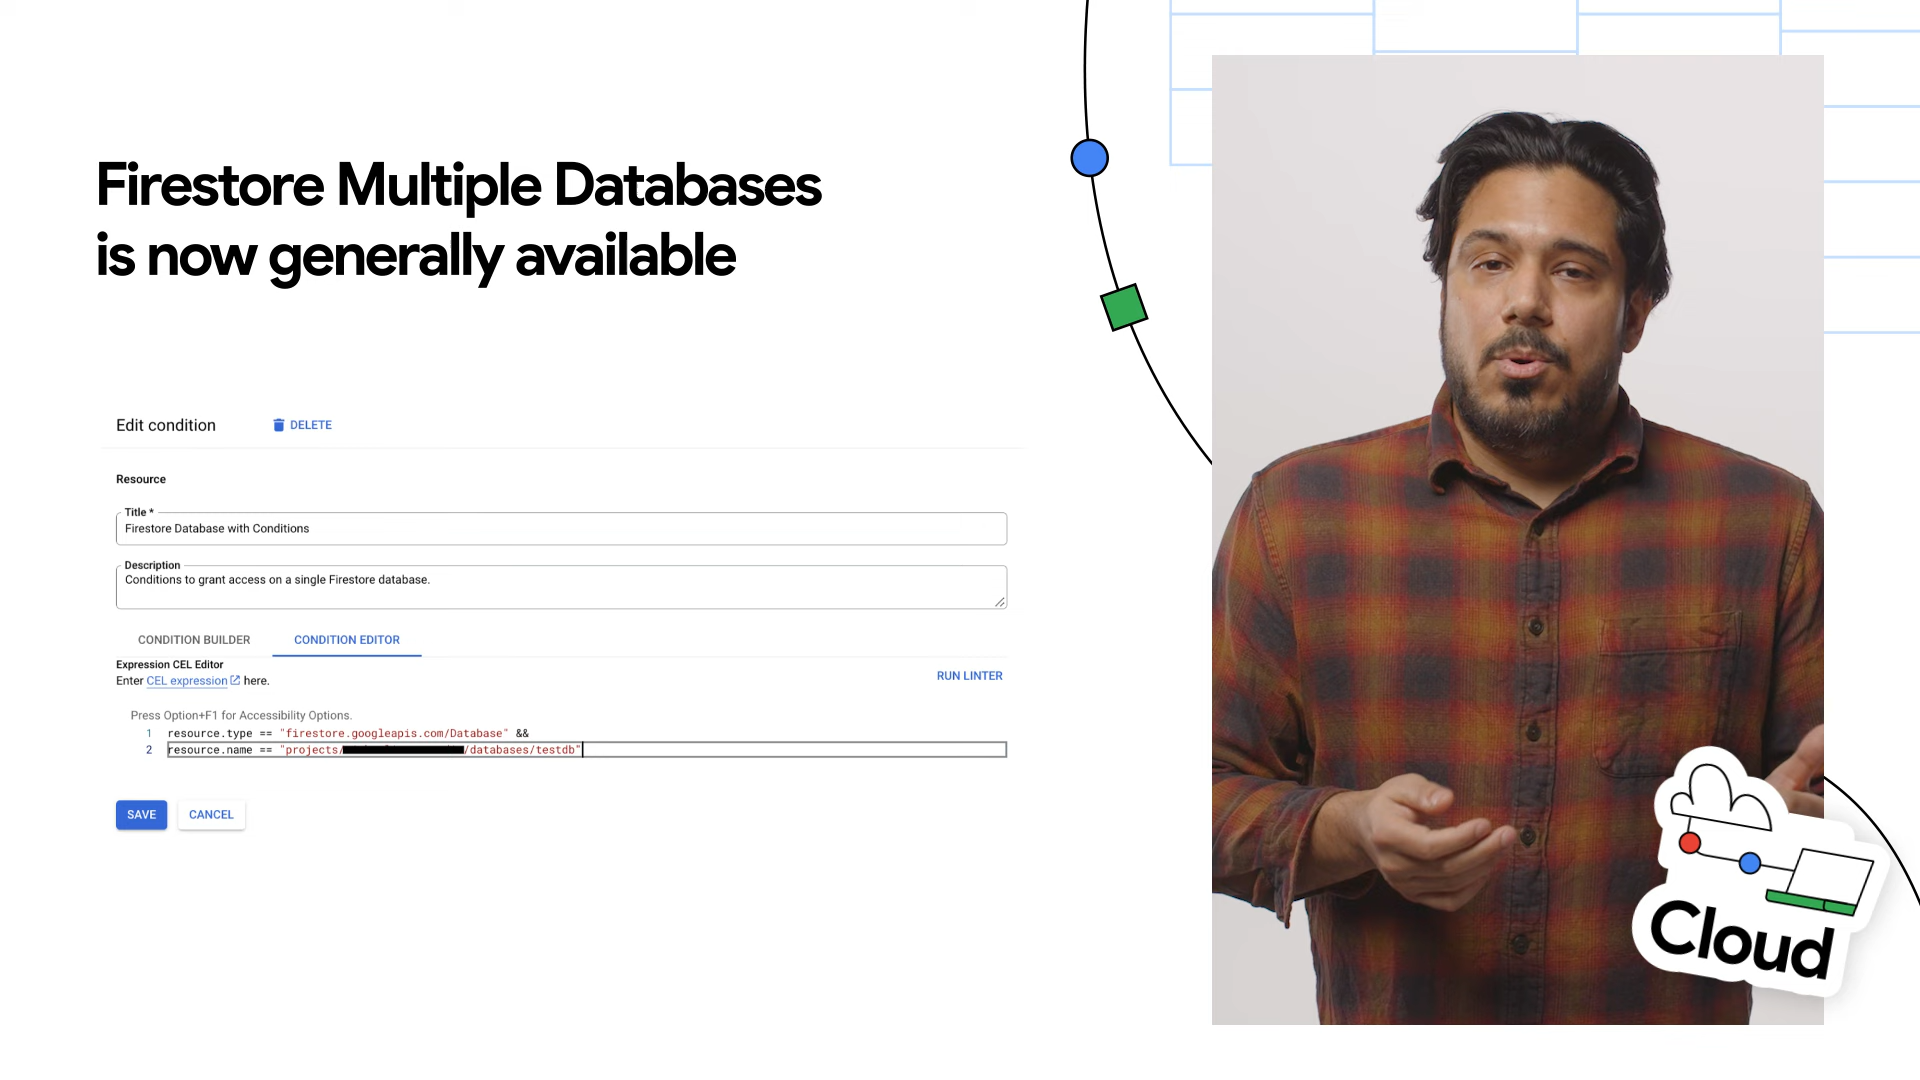 Firestore Multiple Databases
is now generally available
Edit condition
DELETE
Resource
Title *
Firestore Database with Conditions
Description
Conditions to grant access on a single Firestore database.
CONDITION BUILDER
CONDITION EDITOR
Expression CEL Editor
Enter CEL expression here.
RUN LINTER
Press Option+F1 for Accessibility Options.
1 resource.type == "firestore.googleapis.com/Database" &&
2 resource.name == "projects/ /databases/testdb"
SAVE
CANCEL
Cloud